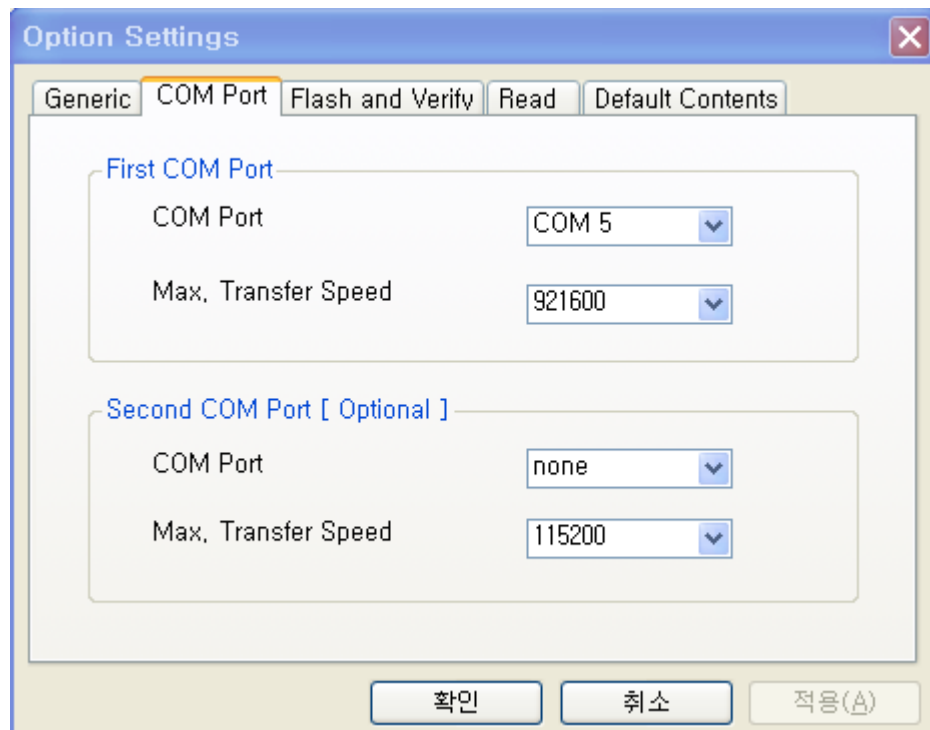 Option Settings
Generic COM Port Flash and Verify Read Default Contents
First COM Port
COM Port COM 5
Max, Transfer Speed 921600
Second COM Port [ Optional ]
COM Port none
Max, Transfer Speed 115200
확인 취소 적용(A)